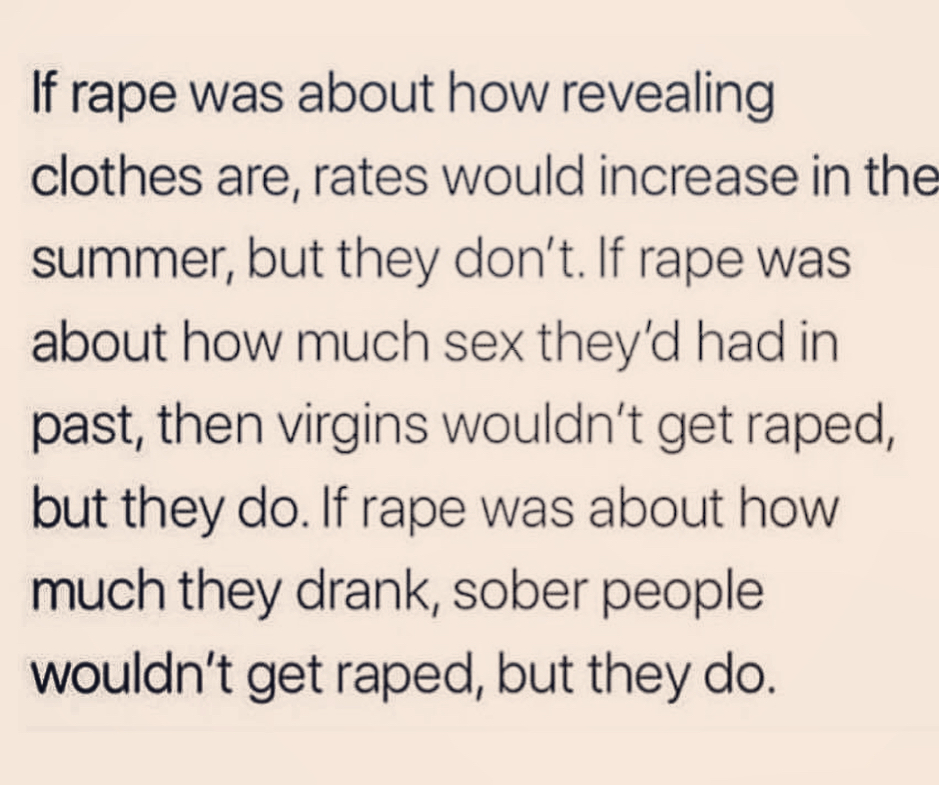 If rape was about how revealing
clothes are, rates would increase in the
summer, but they don't. If rape was
about how much sex they'd had in
past, then virgins wouldn't get raped,
but they do. If rape was about how
much they drank, sober people
wouldn't get raped, but they do.